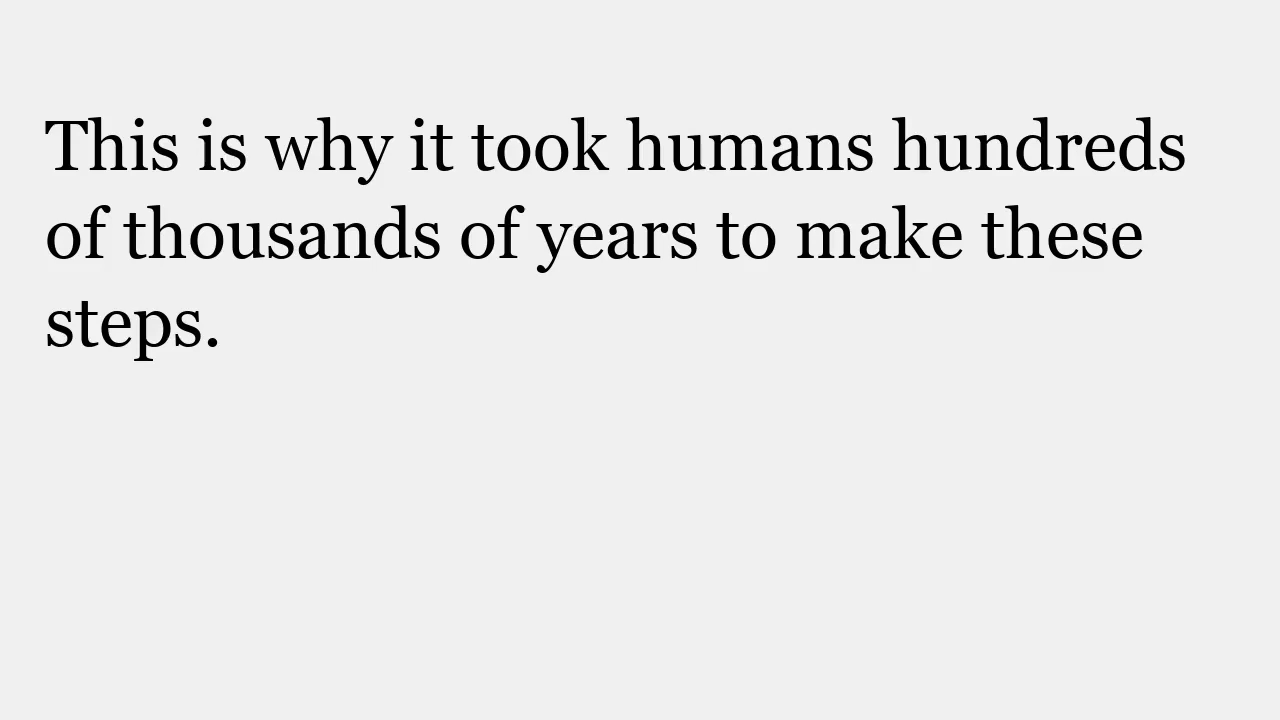 This is why it took humans hundreds
of thousands of years to make these
steps.